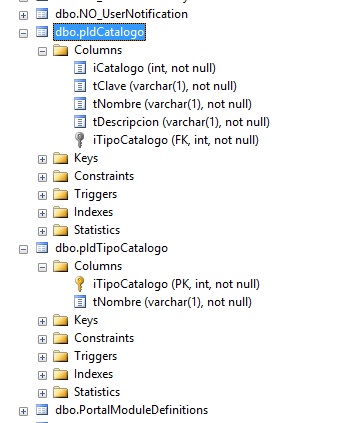 dbo.NO_UserNotification
dbo.pldCatalogo
Columns
iCatalogo (int, not null)
tClave (varchar(1), not null)
tNombre (varchar(1), not null)
tDescripcion (varchar(1), not null)
iTipoCatalogo (FK, int, not null)
Keys
Constraints
Triggers
Indexes
Statistics
dbo.pldTipoCatalogo
Columns
iTipoCatalogo (PK, int, not null)
tNombre (varchar(1), not null)
Keys
Constraints
Triggers
Indexes
Statistics
dbo.PortalModuleDefinitions